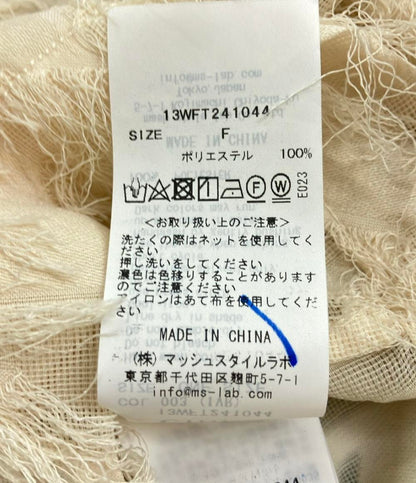 13WFT241044
SIZE F
ポリエステル 100%
E023
<お取り扱い上のご注意>
洗たくの際はネットを使用してく
ださい
押し洗いをしてください
濃色は色移りすることがあります
のでご注意ください
アイロンはあて布を使用してくだ
さい
MADE IN CHINA
(株) マッシュスタイルラボ
東京都千代田区麹町5-7-1
info@ms-lab.com